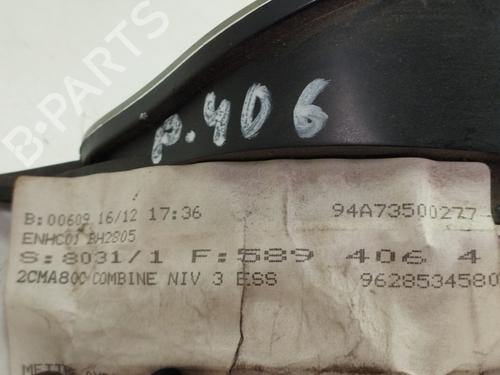 B-PARTS
P.406
B:00609 16/12 17:36 94A73500277
ENHC01 BH2805
S:8031/1 F:589 406 4
2CMA80C COMBINE NIV 3 ESS 9628534580